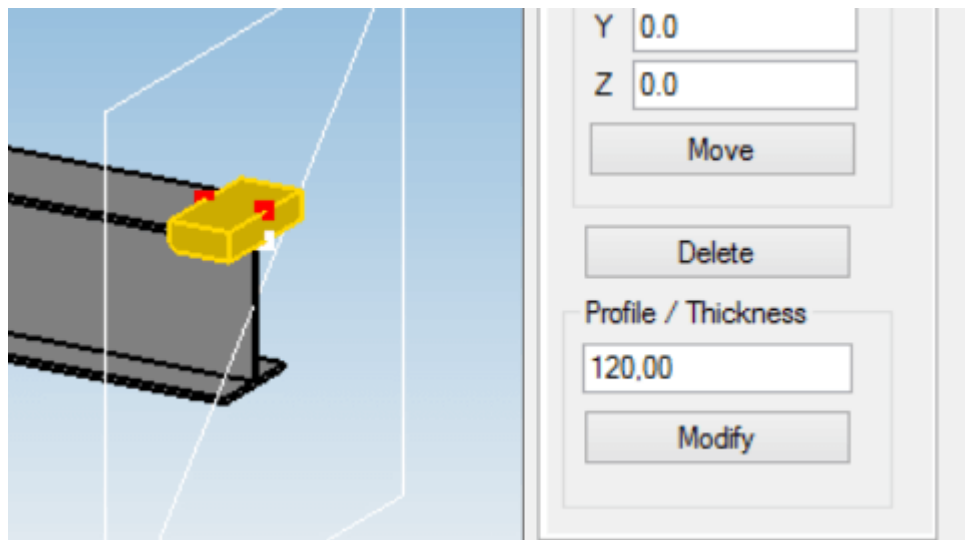 Y 0.0
Z 0.0
Move
Delete
Profile / Thickness
120,00
Modify